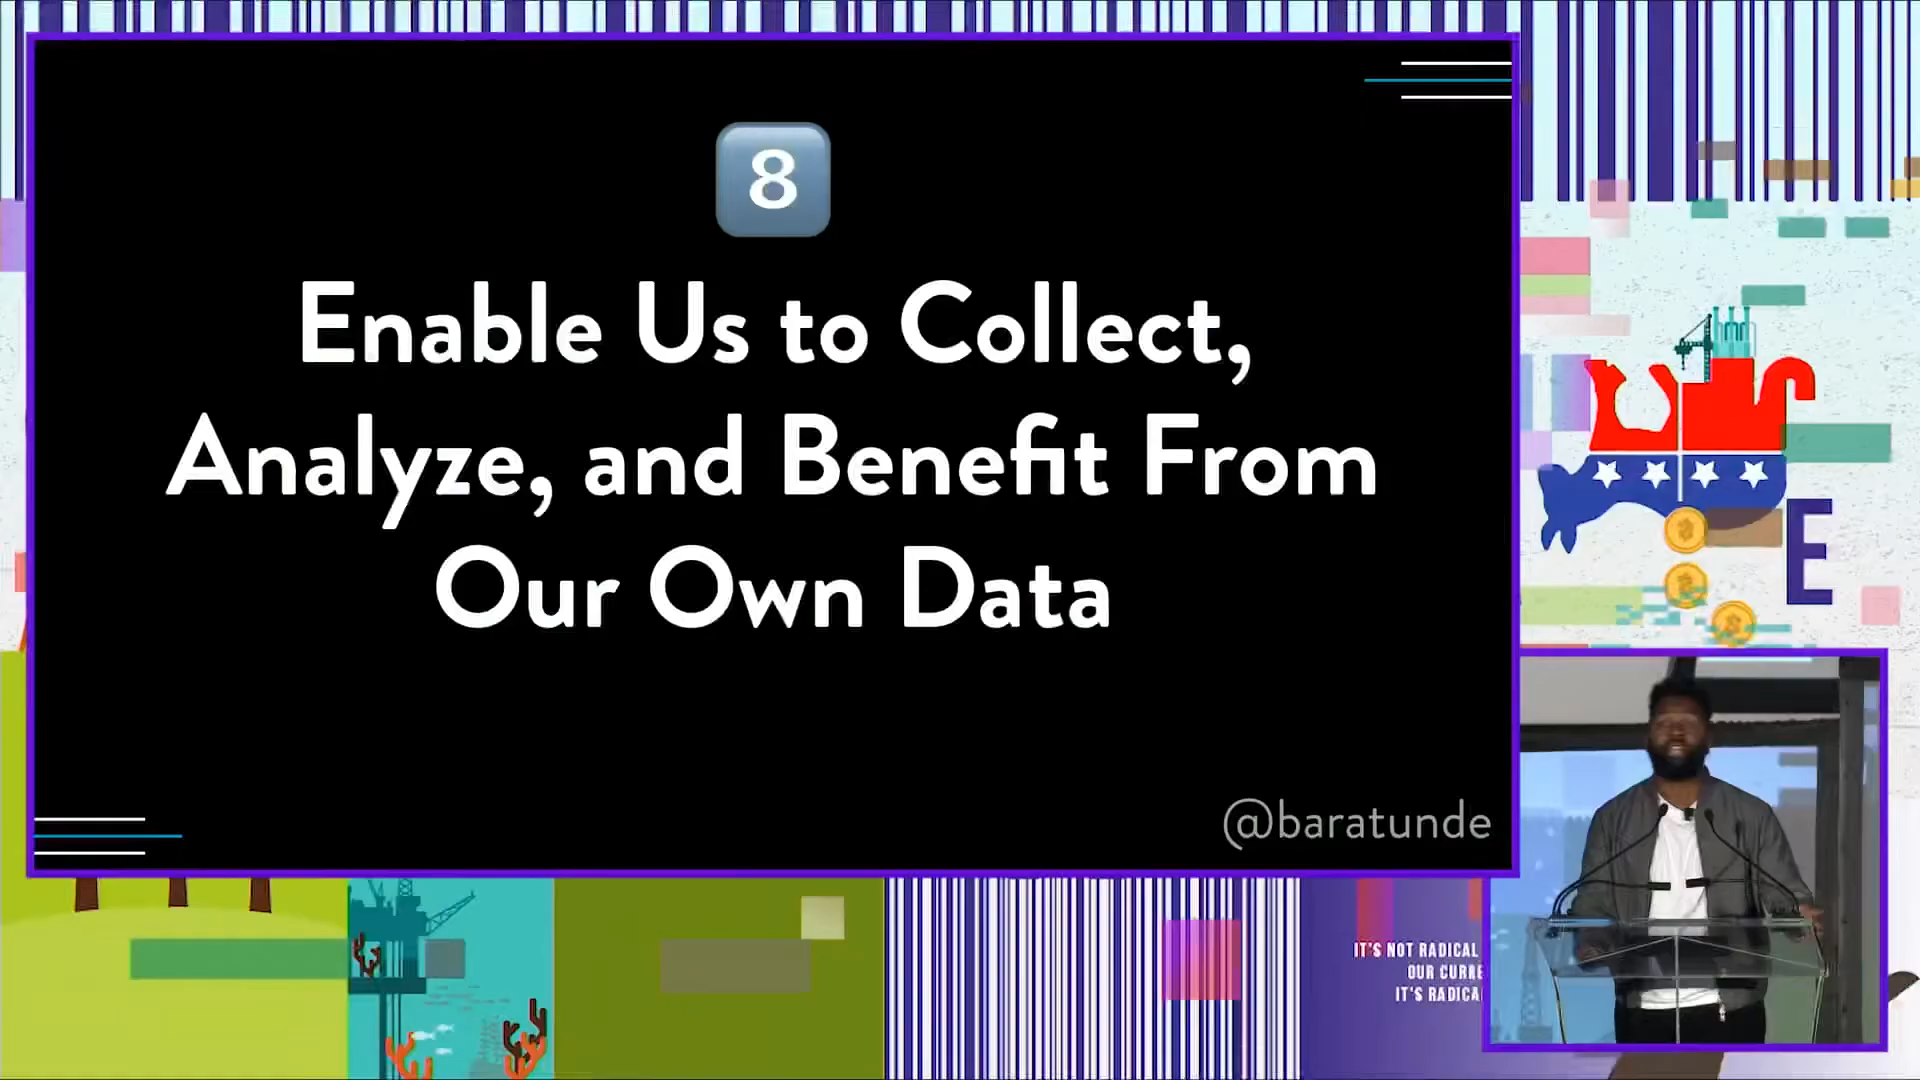 8
Enable Us to Collect,
Analyze, and Benefit From
Our Own Data
@baratunde
E
IT'S NOT RADICAL
OUR CURRE
IT'S RADICA